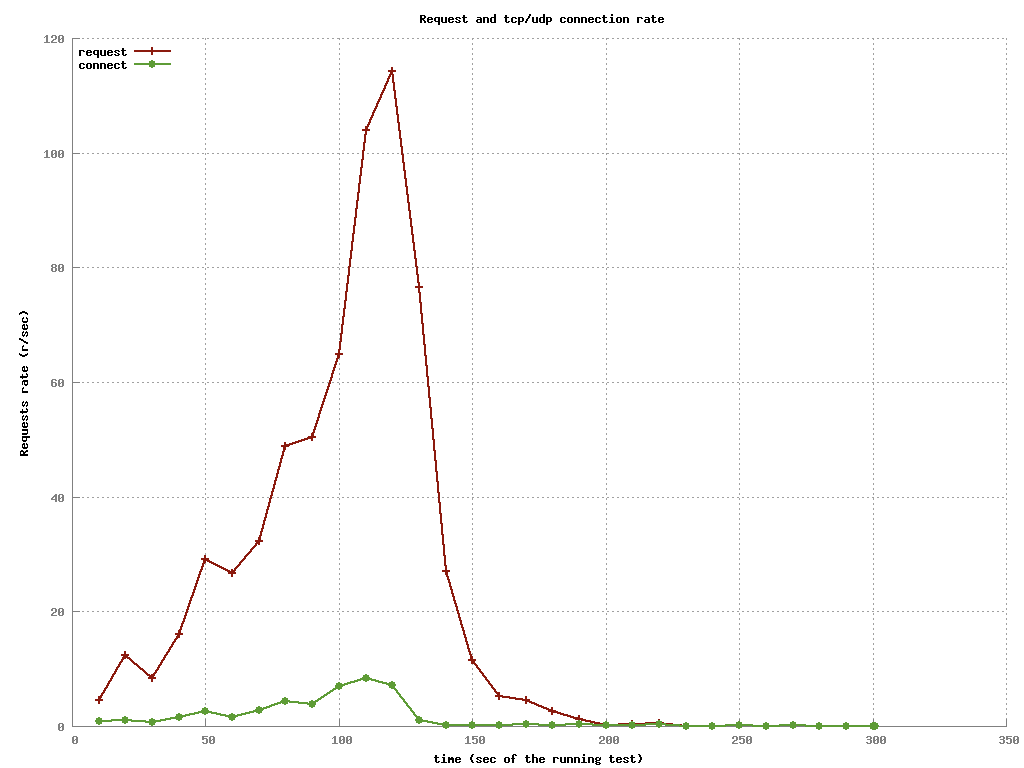 Request and tcp/udp connection rate
request
connect
120
100
80
60
40
20
0
Requests rate (r/sec)
0 50 100 150 200 250 300 350
time (sec of the running test)